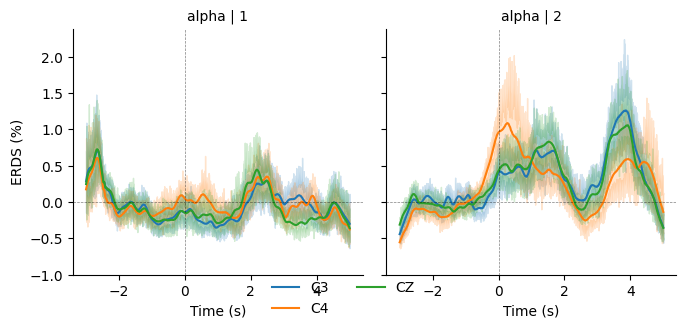 alpha | 1
alpha | 2
ERDS (%)
2.0
1.5
1.0
0.5
0.0
−0.5
−1.0
−2 0 2 4
−2 0 2 4
Time (s)
Time (s)
C3
C4
CZ